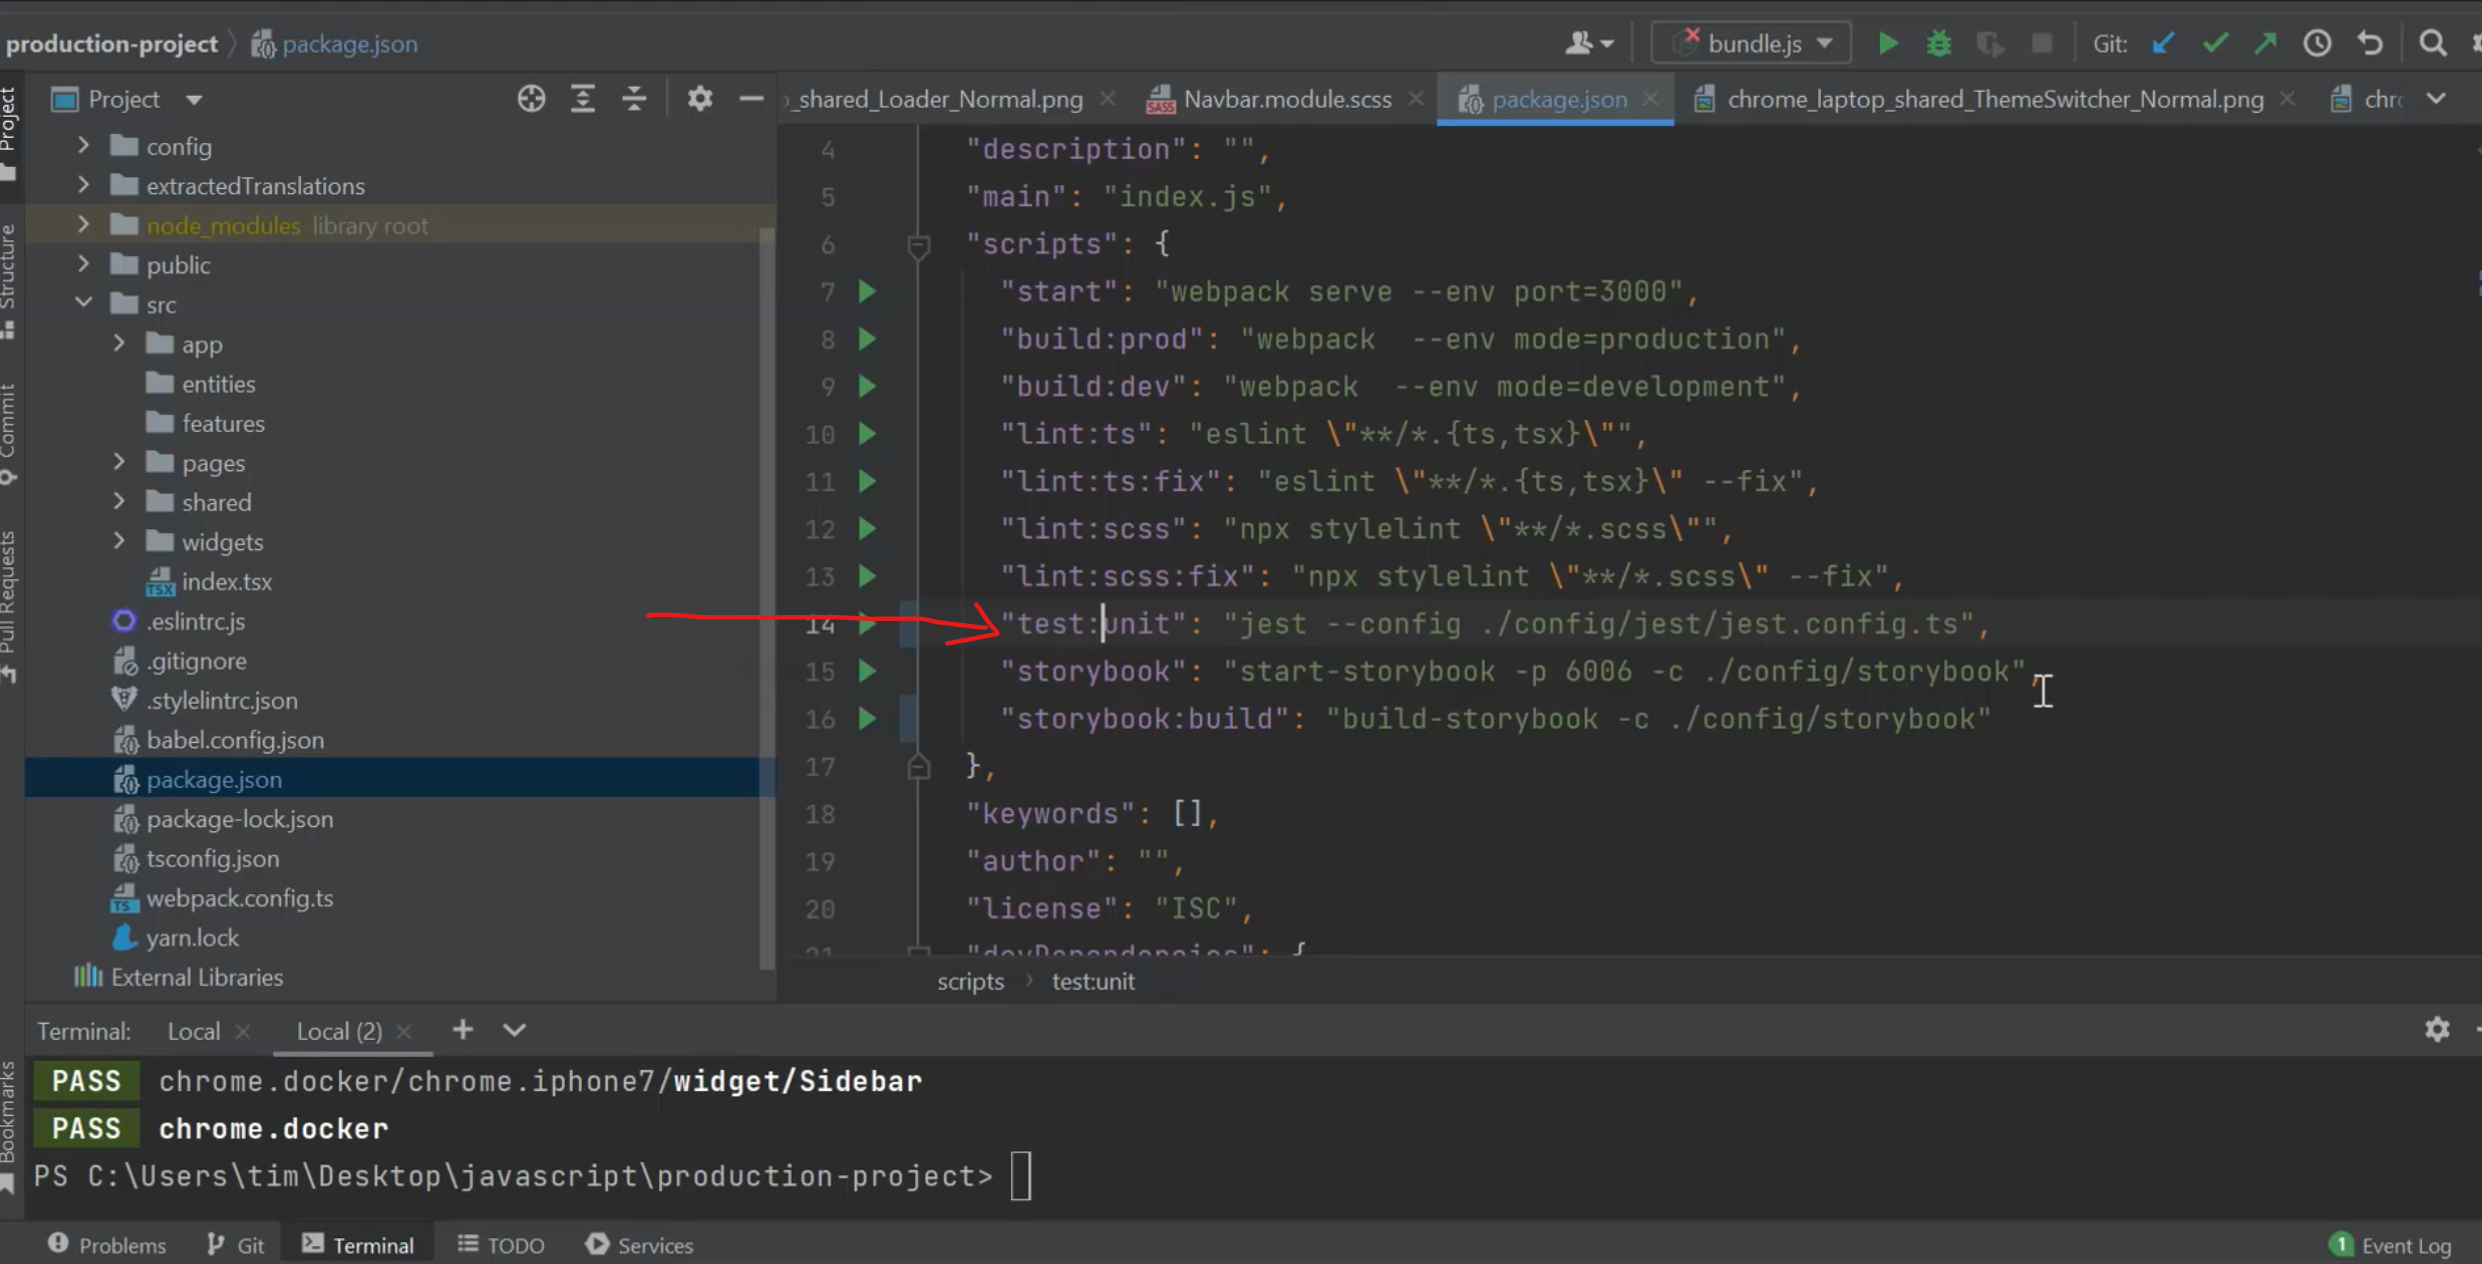 production-project package.json
bundle.js Git:
Project
_shared_Loader_Normal.png Navbar.module.scss package.json chrome_laptop_shared_ThemeSwitcher_Normal.png
Project
Structure
Commit
Pull Requests
Bookmarks
config
extractedTranslations
node_modules library root
public
src
app
entities
features
pages
shared
widgets
index.tsx
.eslintrc.js
.gitignore
.stylelintrc.json
babel.config.json
package.json
package-lock.json
tsconfig.json
webpack.config.ts
yarn.lock
External Libraries
4 "description": "",
5 "main": "index.js",
6 "scripts": {
7 "start": "webpack serve --env port=3000",
8 "build:prod": "webpack  --env mode=production",
9 "build:dev": "webpack  --env mode=development",
10 "lint:ts": "eslint \"**/*.{ts,tsx}\"",
11 "lint:ts:fix": "eslint \"**/*.{ts,tsx}\" --fix",
12 "lint:scss": "npx stylelint \"**/*.scss\"",
13 "lint:scss:fix": "npx stylelint \"**/*.scss\" --fix",
14 "test:unit": "jest --config ./config/jest/jest.config.ts",
15 "storybook": "start-storybook -p 6006 -c ./config/storybook",
16 "storybook:build": "build-storybook -c ./config/storybook"
17 },
18 "keywords": [],
19 "author": "",
20 "license": "ISC",
21 "devDependencies": {
scripts test:unit
Terminal: Local Local (2)
PASS chrome.docker/chrome.iphone7/widget/Sidebar
PASS chrome.docker
PS C:\Users\tim\Desktop\javascript\production-project>
Problems Git Terminal TODO Services 1 Event Log